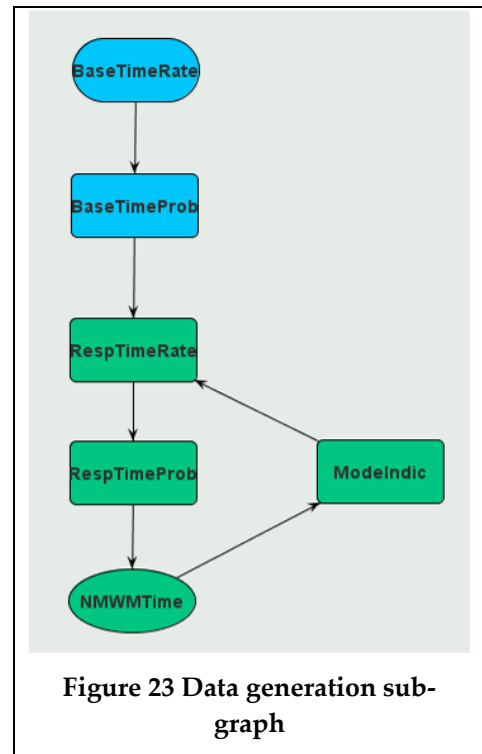 BaseTimeRate
BaseTimeProb
RespTimeRate
RespTimeProb
ModeIndic
NMWMTime
Figure 23 Data generation sub-
graph